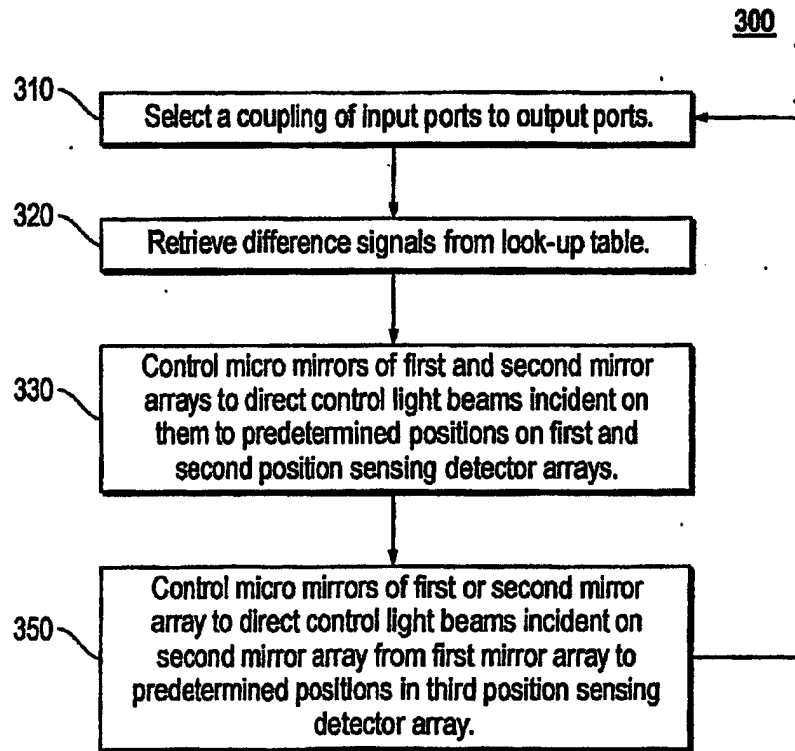 300
310
Select a coupling of input ports to output ports.
320
Retrieve difference signals from look-up table.
330
Control micro mirrors of first and second mirror
arrays to direct control light beams incident on
them to predetermined positions on first and
second position sensing detector arrays.
350
Control micro mirrors of first or second mirror
array to direct control light beams incident on
second mirror array from first mirror array to
predetermined positions in third position sensing
detector array.